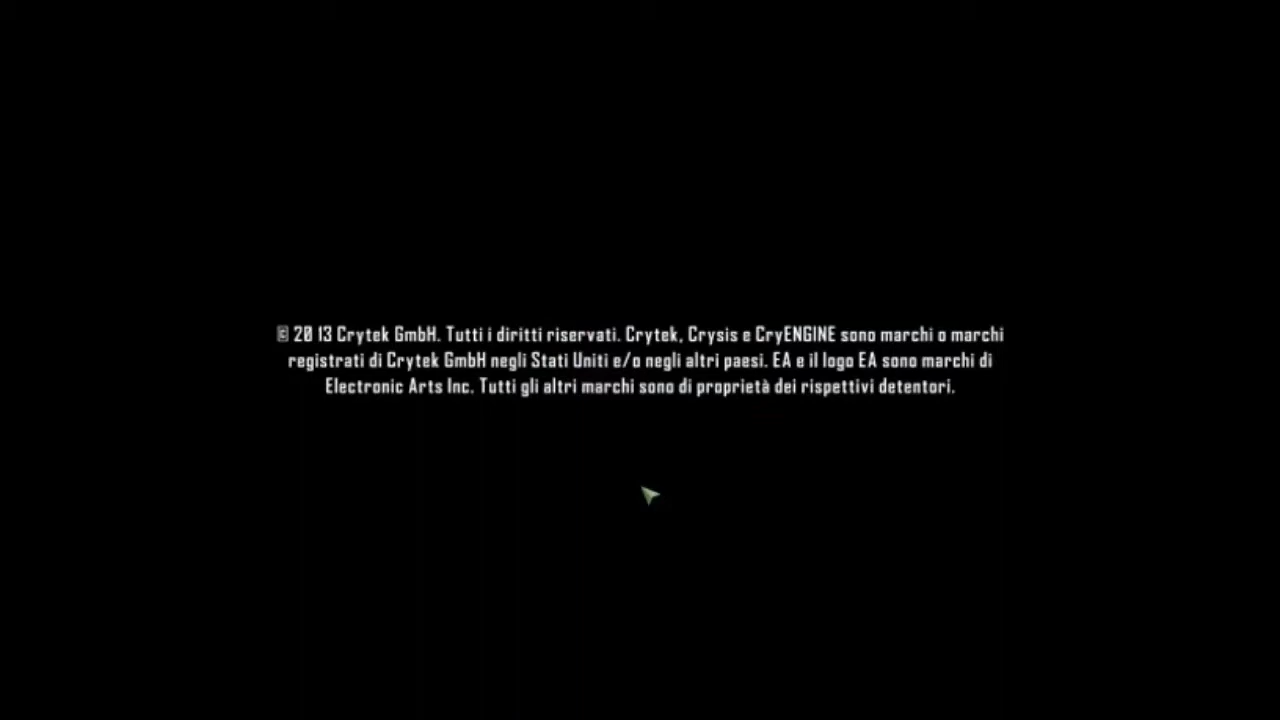 © 2013 Crytek GmbH. Tutti i diritti riservati. Crytek, Crysis e CryENGINE sono marchi o marchi
registrati di Crytek GmbH negli Stati Uniti e/o negli altri paesi. EA e il logo EA sono marchi di
Electronic Arts Inc. Tutti gli altri marchi sono di proprietà dei rispettivi detentori.